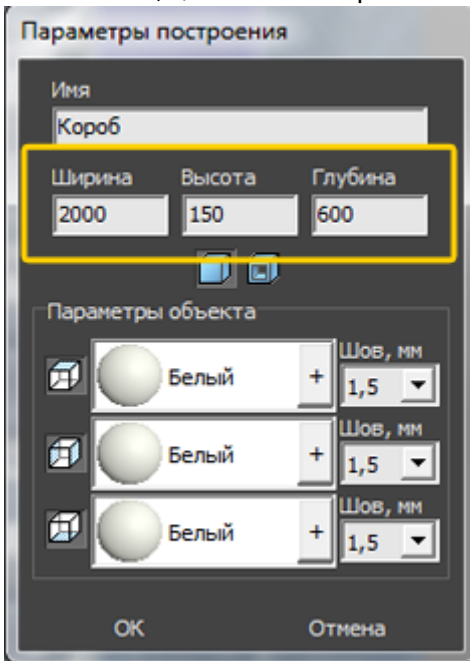 Параметры построения
Имя
Короб
Ширина Высота Глубина
2000 150 600
Параметры объекта
Шов, мм
Белый + 1,5
Шов, мм
Белый + 1,5
Шов, мм
Белый + 1,5
ОК Отмена